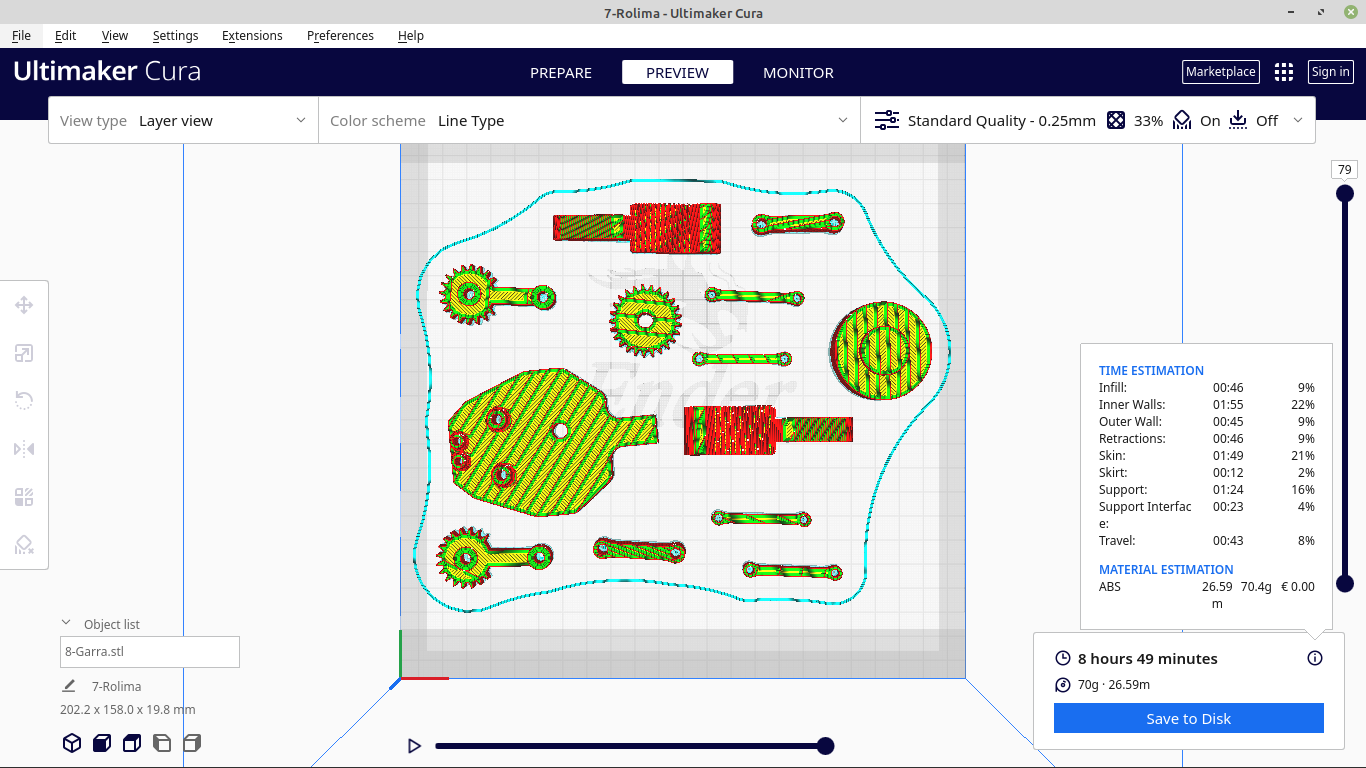 7-Rolima - Ultimaker Cura
File Edit View Settings Extensions Preferences Help
Ultimaker Cura
PREPARE PREVIEW MONITOR
Marketplace Sign in
View type Layer view
Color scheme Line Type
Standard Quality - 0.25mm 33% On Off
79
Ender
TIME ESTIMATION
Infill: 00:46 9%
Inner Walls: 01:55 22%
Outer Wall: 00:45 9%
Retractions: 00:46 9%
Skin: 01:49 21%
Skirt: 00:12 2%
Support: 01:24 16%
Support Interfac 00:23 4%
e:
Travel: 00:43 8%
MATERIAL ESTIMATION
ABS 26.59 70.4g € 0.00
m
Object list
8-Garra.stl
7-Rolima
202.2 x 158.0 x 19.8 mm
8 hours 49 minutes
70g · 26.59m
Save to Disk